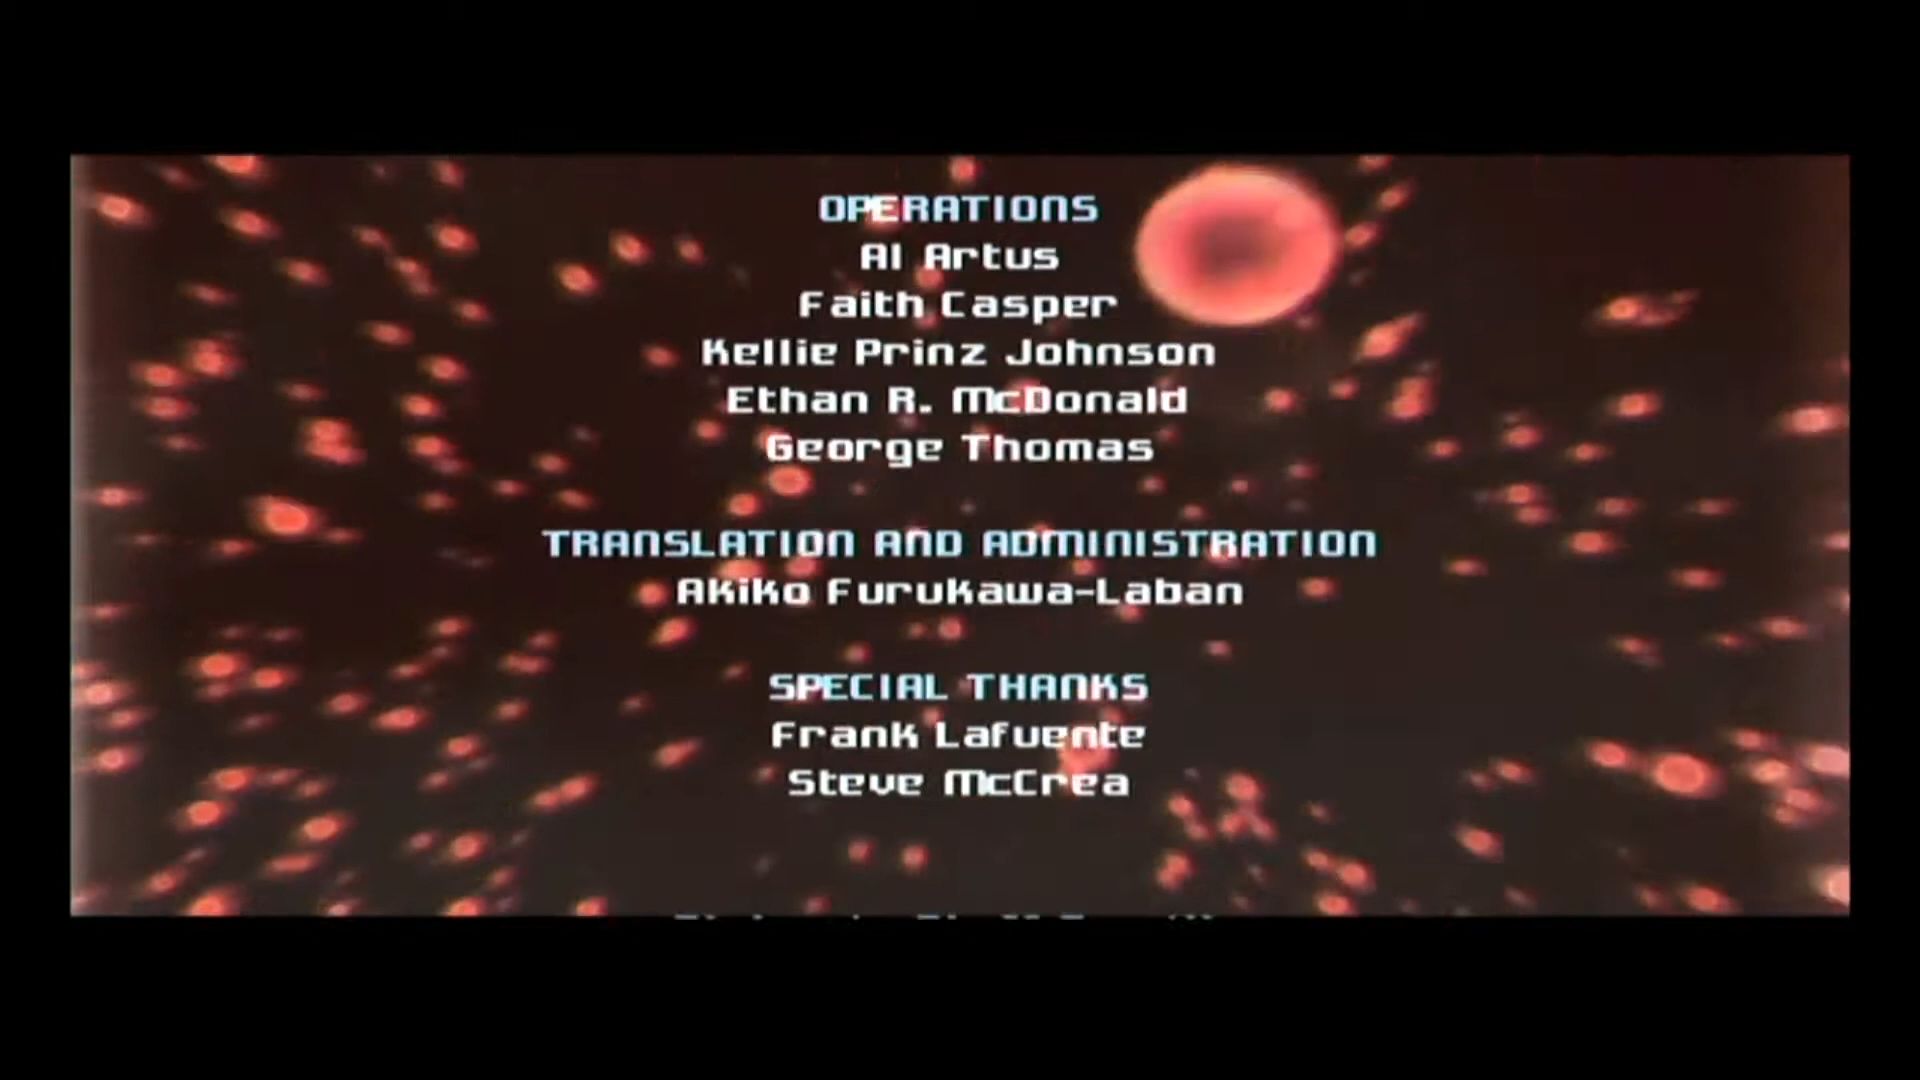 OPERATIONS
Al Artus
Faith Casper
Kellie Prinz Johnson
Ethan R. McDonald
George Thomas
TRANSLATION AND ADMINISTRATION
Akiko Furukawa-Laban
SPECIAL THANKS
Frank Lafuente
Steve McCrea